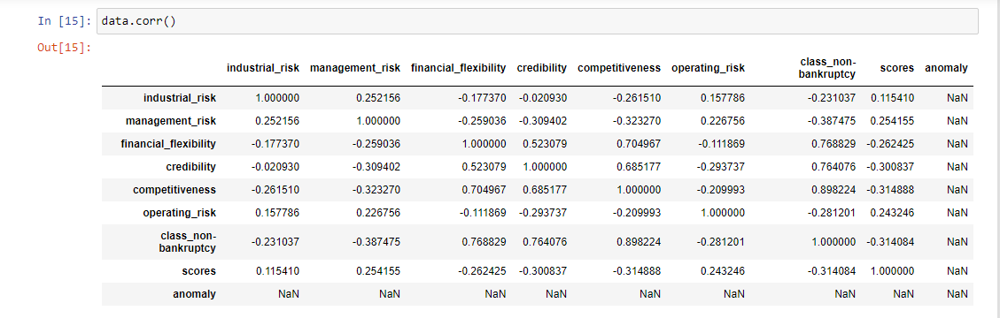 In [15]: data.corr()
Out[15]:
industrial_risk management_risk financial_flexibility credibility competitiveness operating_risk class_non-bankruptcy scores anomaly
industrial_risk 1.000000 0.252156 -0.177370 -0.020930 -0.261510 0.157786 -0.231037 0.115410 NaN
management_risk 0.252156 1.000000 -0.259036 -0.309402 -0.323270 0.226756 -0.387475 0.254155 NaN
financial_flexibility -0.177370 -0.259036 1.000000 0.523079 0.704967 -0.111869 0.768829 -0.262425 NaN
credibility -0.020930 -0.309402 0.523079 1.000000 0.685177 -0.293737 0.764076 -0.300837 NaN
competitiveness -0.261510 -0.323270 0.704967 0.685177 1.000000 -0.209993 0.898224 -0.314888 NaN
operating_risk 0.157786 0.226756 -0.111869 -0.293737 -0.209993 1.000000 -0.281201 0.243246 NaN
class_non-bankruptcy -0.231037 -0.387475 0.768829 0.764076 0.898224 -0.281201 1.000000 -0.314084 NaN
scores 0.115410 0.254155 -0.262425 -0.300837 -0.314888 0.243246 -0.314084 1.000000 NaN
anomaly NaN NaN NaN NaN NaN NaN NaN NaN NaN